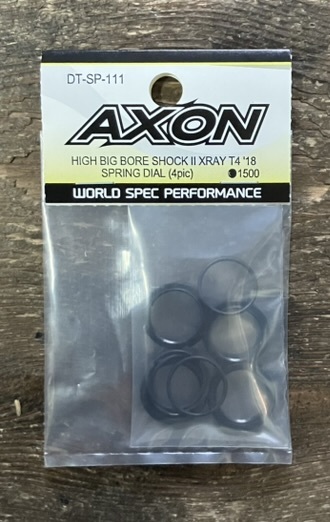 DT-SP-111
AXON
HIGH BIG BORE SHOCK II XRAY T4 '18
SPRING DIAL (4pic) ●1500
WORLD SPEC PERFORMANCE